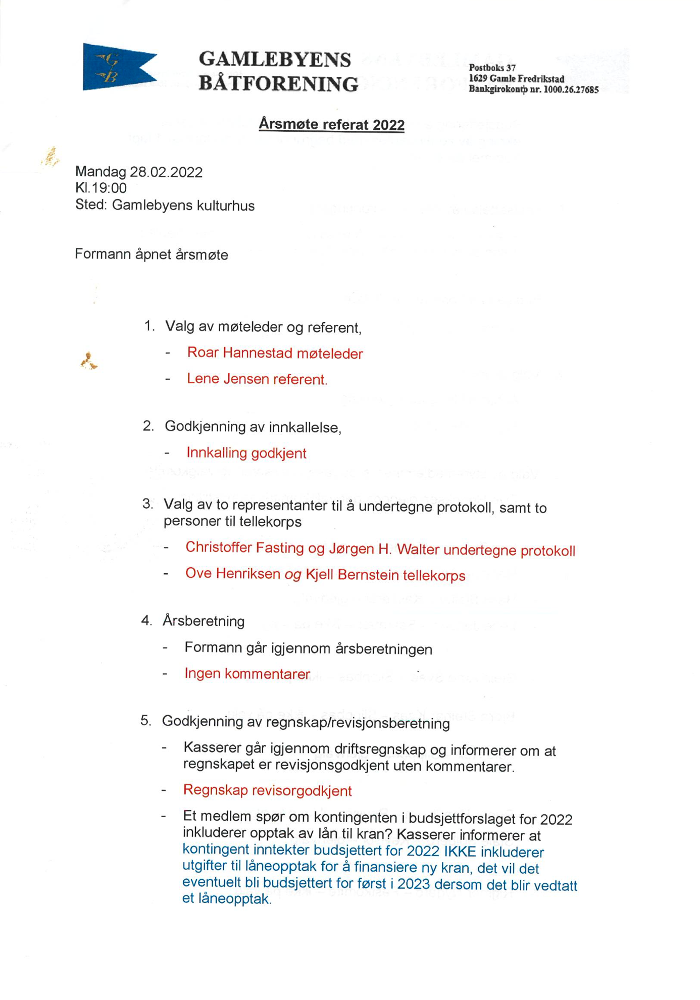 GAMLEBYENS
BÅTFORENING
Postboks 37
1629 Gamle Fredrikstad
Bankgirokonto nr. 1000.26.27685
Årsmøte referat 2022
Mandag 28.02.2022
Kl.19:00
Sted: Gamlebyens kulturhus
Formann åpnet årsmøte
1. Valg av møteleder og referent,
- Roar Hannestad møteleder
- Lene Jensen referent.
2. Godkjenning av innkallelse,
- Innkalling godkjent
3. Valg av to representanter til å undertegne protokoll, samt to
personer til tellekorps
- Christoffer Fasting og Jørgen H. Walter undertegne protokoll
- Ove Henriksen og Kjell Bernstein tellekorps
4. Årsberetning
- Formann går igjennom årsberetningen
- Ingen kommentarer
5. Godkjenning av regnskap/revisjonsberetning
- Kasserer går igjennom driftsregnskap og informerer om at
regnskapet er revisjonsgodkjent uten kommentarer.
- Regnskap revisorgodkjent
- Et medlem spør om kontingenten i budsjettforslaget for 2022
inkluderer opptak av lån til kran? Kasserer informerer at
kontingent inntekter budsjettert for 2022 IKKE inkluderer
utgifter til låneopptak for å finansiere ny kran, det vil det
eventuelt bli budsjettert for først i 2023 dersom det blir vedtatt
et låneopptak.